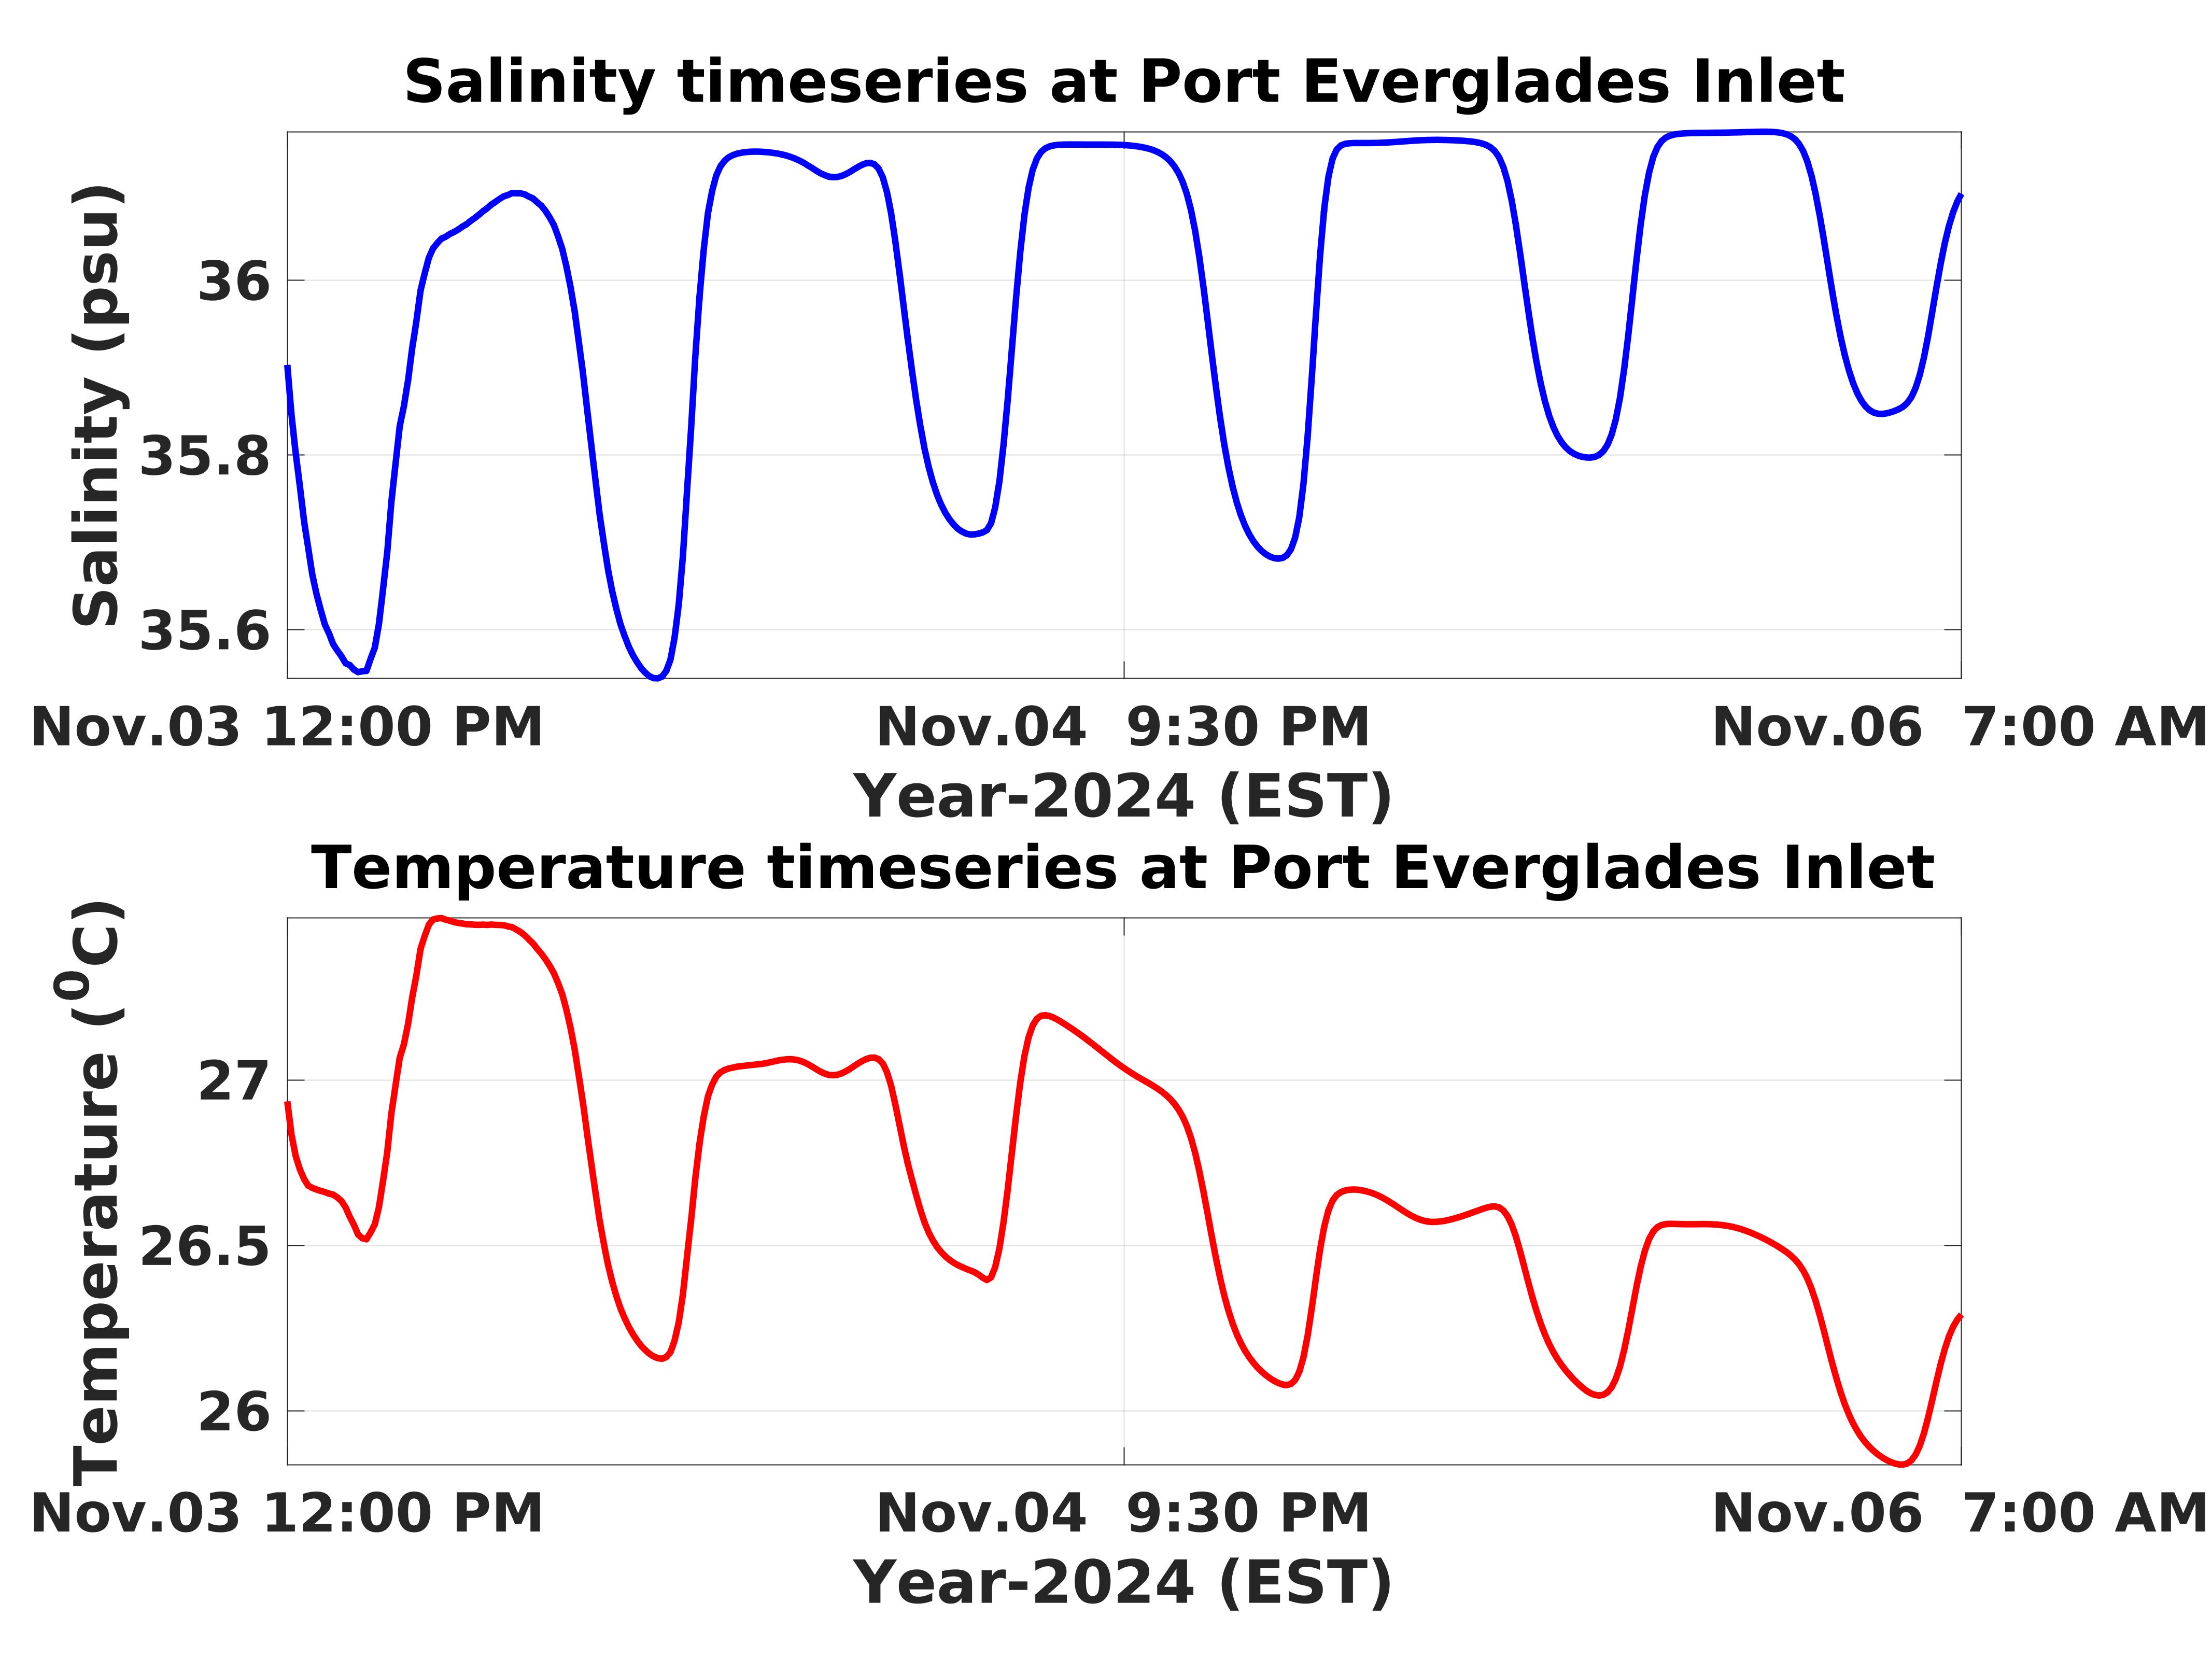 Salinity timeseries at Port Everglades Inlet
Salinity (psu)
36
35.8
35.6
Nov.03 12:00 PM Nov.04  9:30 PM Nov.06  7:00 AM
Year-2024 (EST)
Temperature timeseries at Port Everglades Inlet
Temperature (⁰C)
27
26.5
26
Nov.03 12:00 PM Nov.04  9:30 PM Nov.06  7:00 AM
Year-2024 (EST)